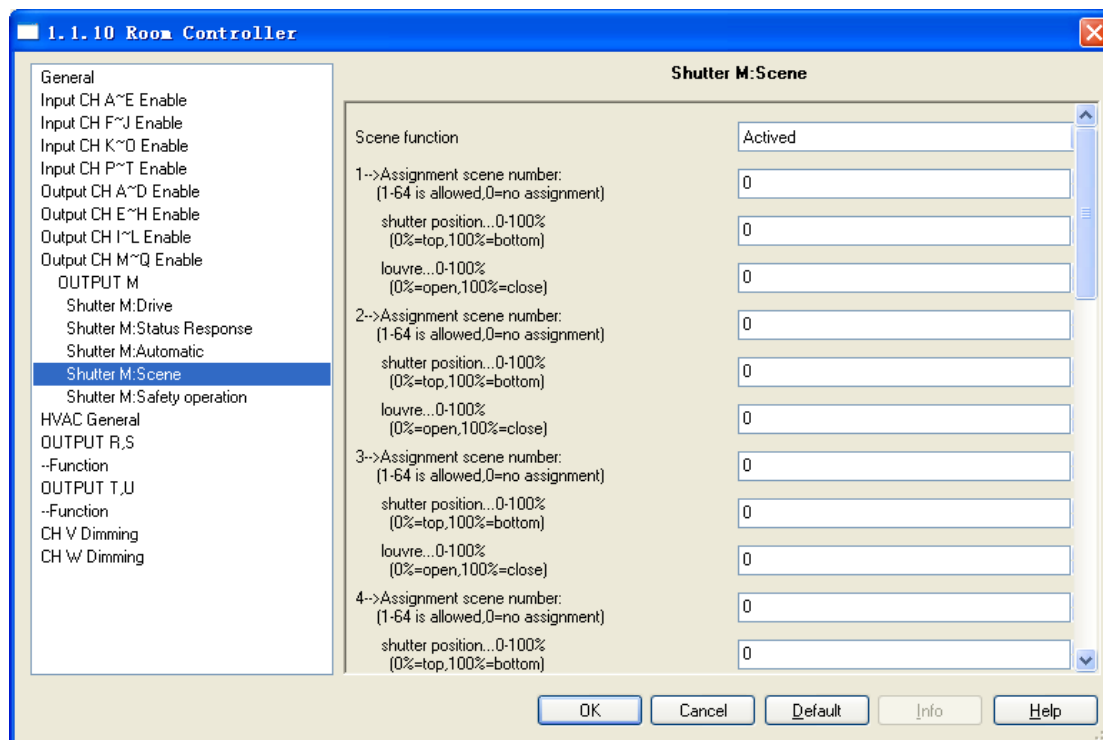 1.1.10 Room Controller
General
Input CH A~E Enable
Input CH F~J Enable
Input CH K~O Enable
Input CH P~T Enable
Output CH A~D Enable
Output CH E~H Enable
Output CH I~L Enable
Output CH M~Q Enable
OUTPUT M
Shutter M:Drive
Shutter M:Status Response
Shutter M:Automatic
Shutter M:Scene
Shutter M:Safety operation
HVAC General
OUTPUT R,S
--Function
OUTPUT T,U
--Function
CH V Dimming
CH W Dimming
Shutter M:Scene
Scene function Actived
1-->Assignment scene number: 0
(1-64 is allowed,0=no assignment)
shutter position...0-100% 0
(0%=top,100%=bottom)
louvre...0-100% 0
(0%=open,100%=close)
2-->Assignment scene number: 0
(1-64 is allowed,0=no assignment)
shutter position...0-100% 0
(0%=top,100%=bottom)
louvre...0-100% 0
(0%=open,100%=close)
3-->Assignment scene number: 0
(1-64 is allowed,0=no assignment)
shutter position...0-100% 0
(0%=top,100%=bottom)
louvre...0-100% 0
(0%=open,100%=close)
4-->Assignment scene number: 0
(1-64 is allowed,0=no assignment)
shutter position...0-100% 0
(0%=top,100%=bottom)
OK Cancel Default Info Help